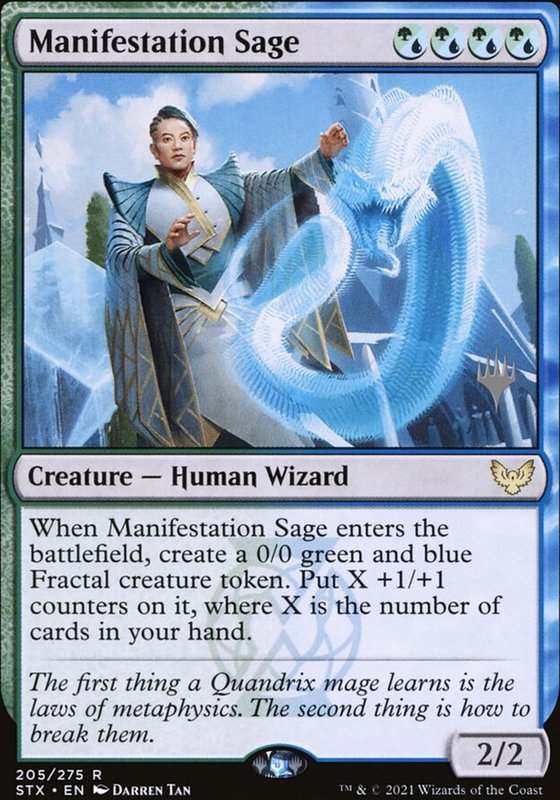 Manifestation Sage
Creature — Human Wizard
When Manifestation Sage enters the
battlefield, create a 0/0 green and blue
Fractal creature token. Put X +1/+1
counters on it, where X is the number of
cards in your hand.
The first thing a Quandrix mage learns is the
laws of metaphysics. The second thing is how to
break them.
2/2
205/275 R
STX • EN Darren Tan
™ & © 2021 Wizards of the Coast